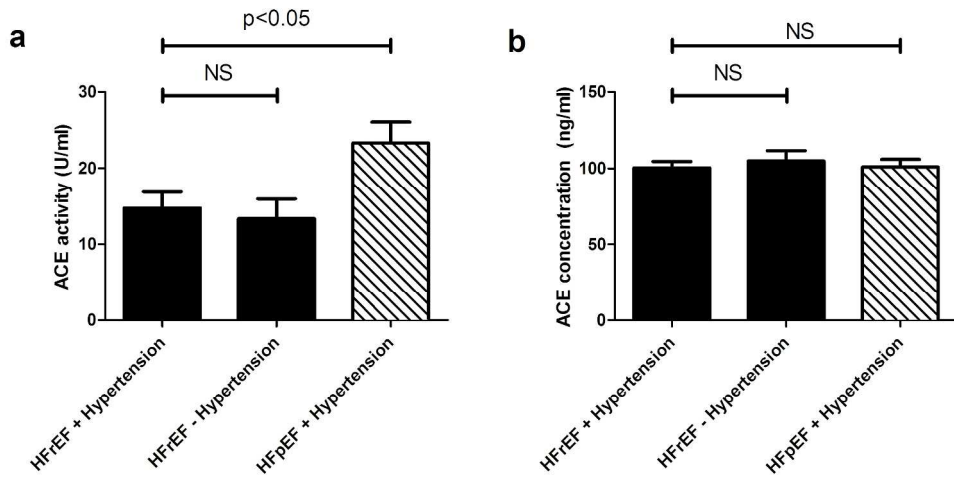 a
p<0.05
NS
ACE activity (U/ml)
30
20
10
0
HFrEF + Hypertension
HFrEF - Hypertension
HFpEF + Hypertension
b
NS
NS
ACE concentration (ng/ml)
150
100
50
0
HFrEF + Hypertension
HFrEF - Hypertension
HFpEF + Hypertension